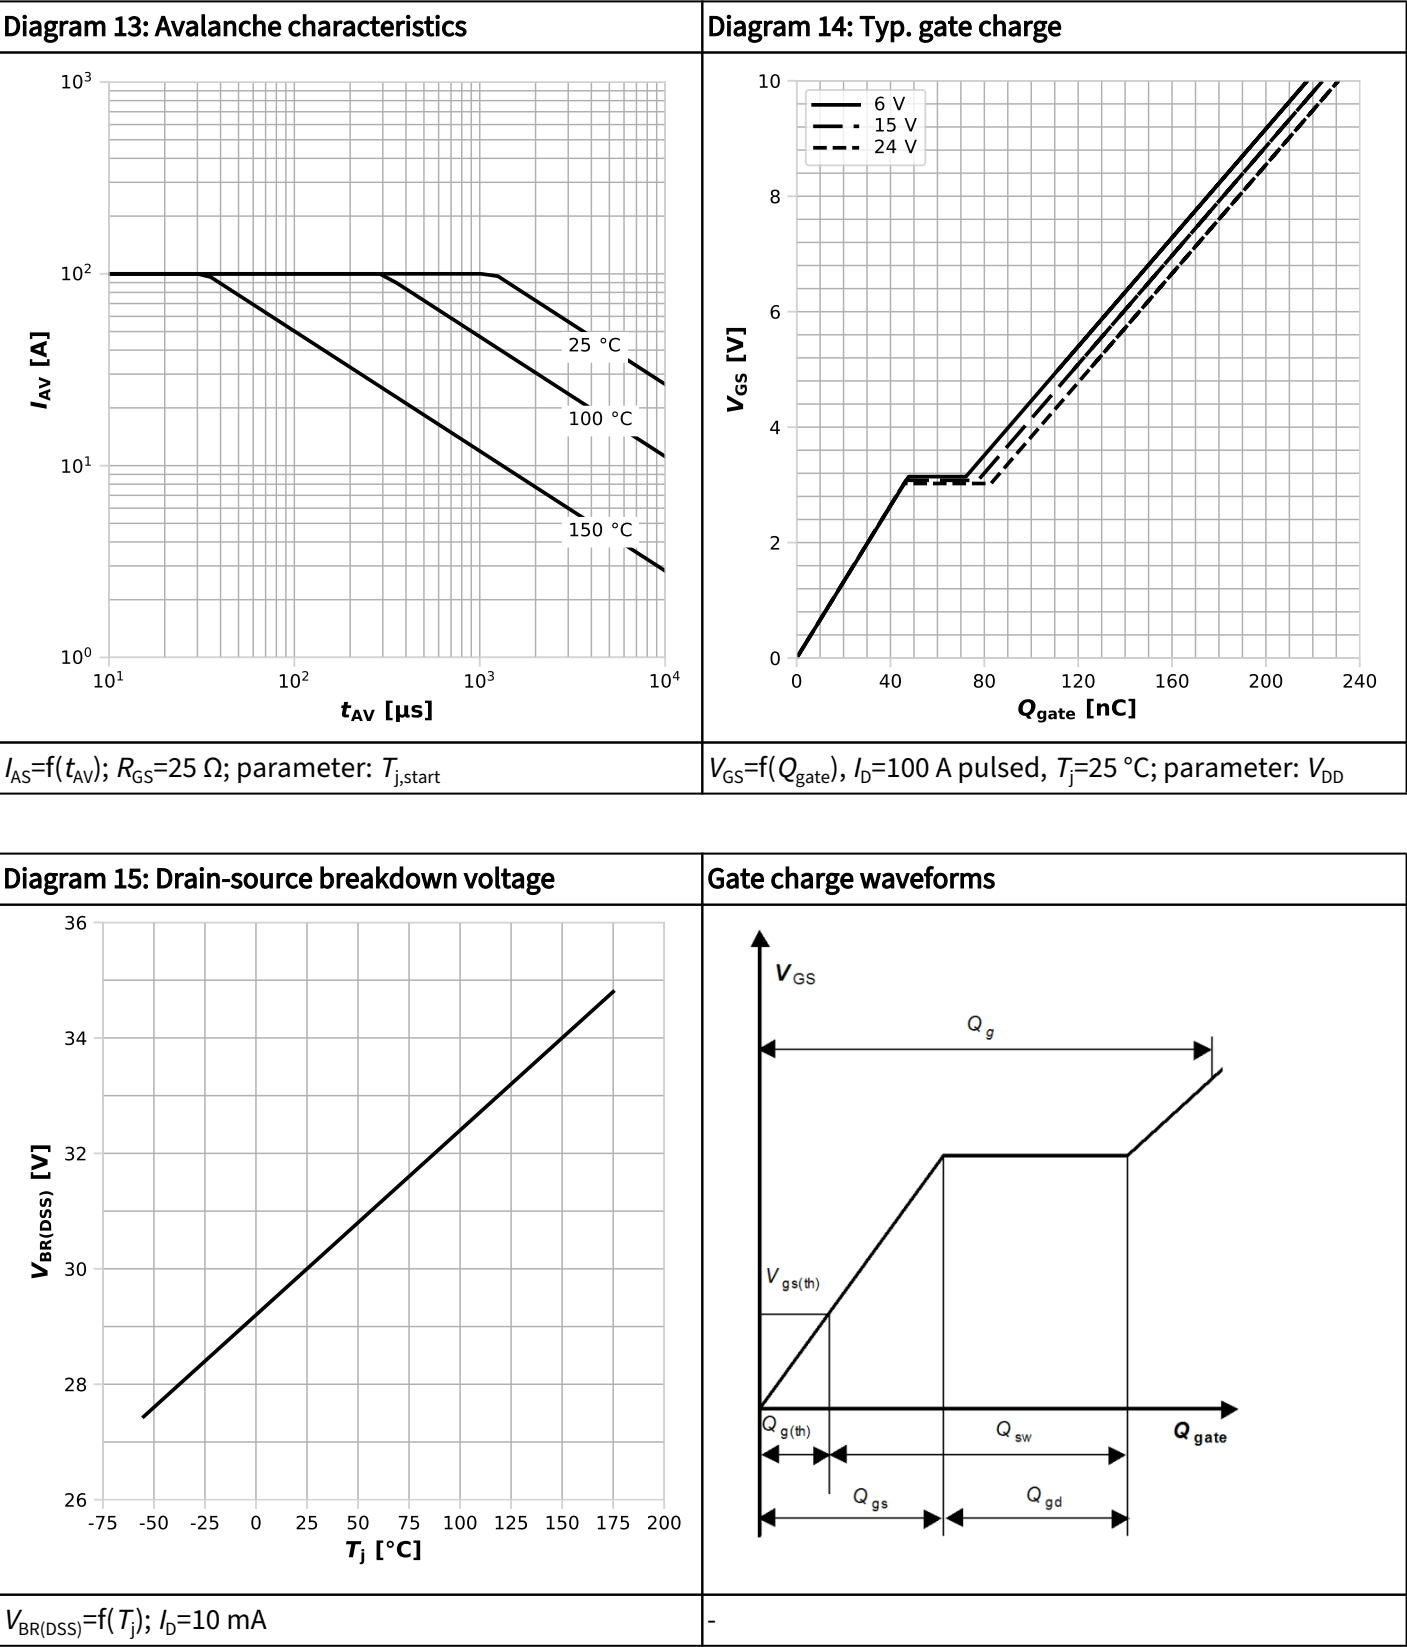 Diagram 13: Avalanche characteristics
10³
10²
10¹
10⁰
10¹ 10² 10³ 10⁴
I_AV [A]
25 °C
100 °C
150 °C
t_AV [µs]
I_AS=f(t_AV); R_GS=25 Ω; parameter: T_j,start
Diagram 14: Typ. gate charge
10
8
6
4
2
0
0 40 80 120 160 200 240
V_GS [V]
6 V
15 V
24 V
Q_gate [nC]
V_GS=f(Q_gate), I_D=100 A pulsed, T_j=25 °C; parameter: V_DD
Diagram 15: Drain-source breakdown voltage
36
34
32
30
28
26
-75 -50 -25 0 25 50 75 100 125 150 175 200
V_BR(DSS) [V]
T_j [°C]
V_BR(DSS)=f(T_j); I_D=10 mA
Gate charge waveforms
V_GS
Q_g
V_gs(th)
Q_g(th)
Q_sw
Q_gate
Q_gs
Q_gd
-